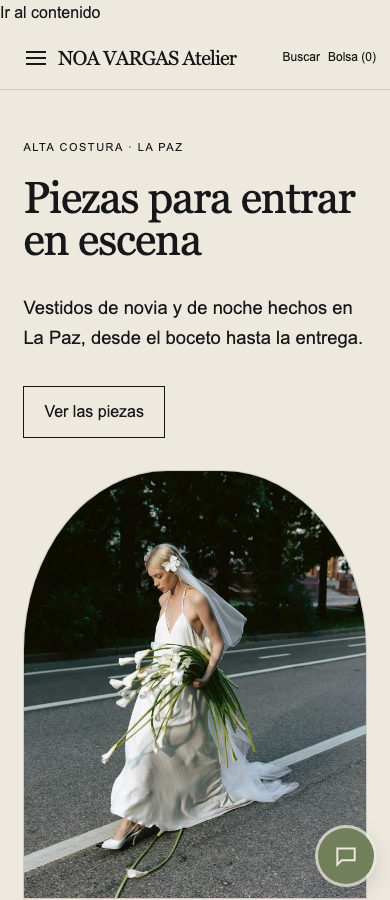 Ir al contenido
NOA VARGAS Atelier
Buscar Bolsa (0)
ALTA COSTURA · LA PAZ
Piezas para entrar
en escena
Vestidos de novia y de noche hechos en
La Paz, desde el boceto hasta la entrega.
Ver las piezas